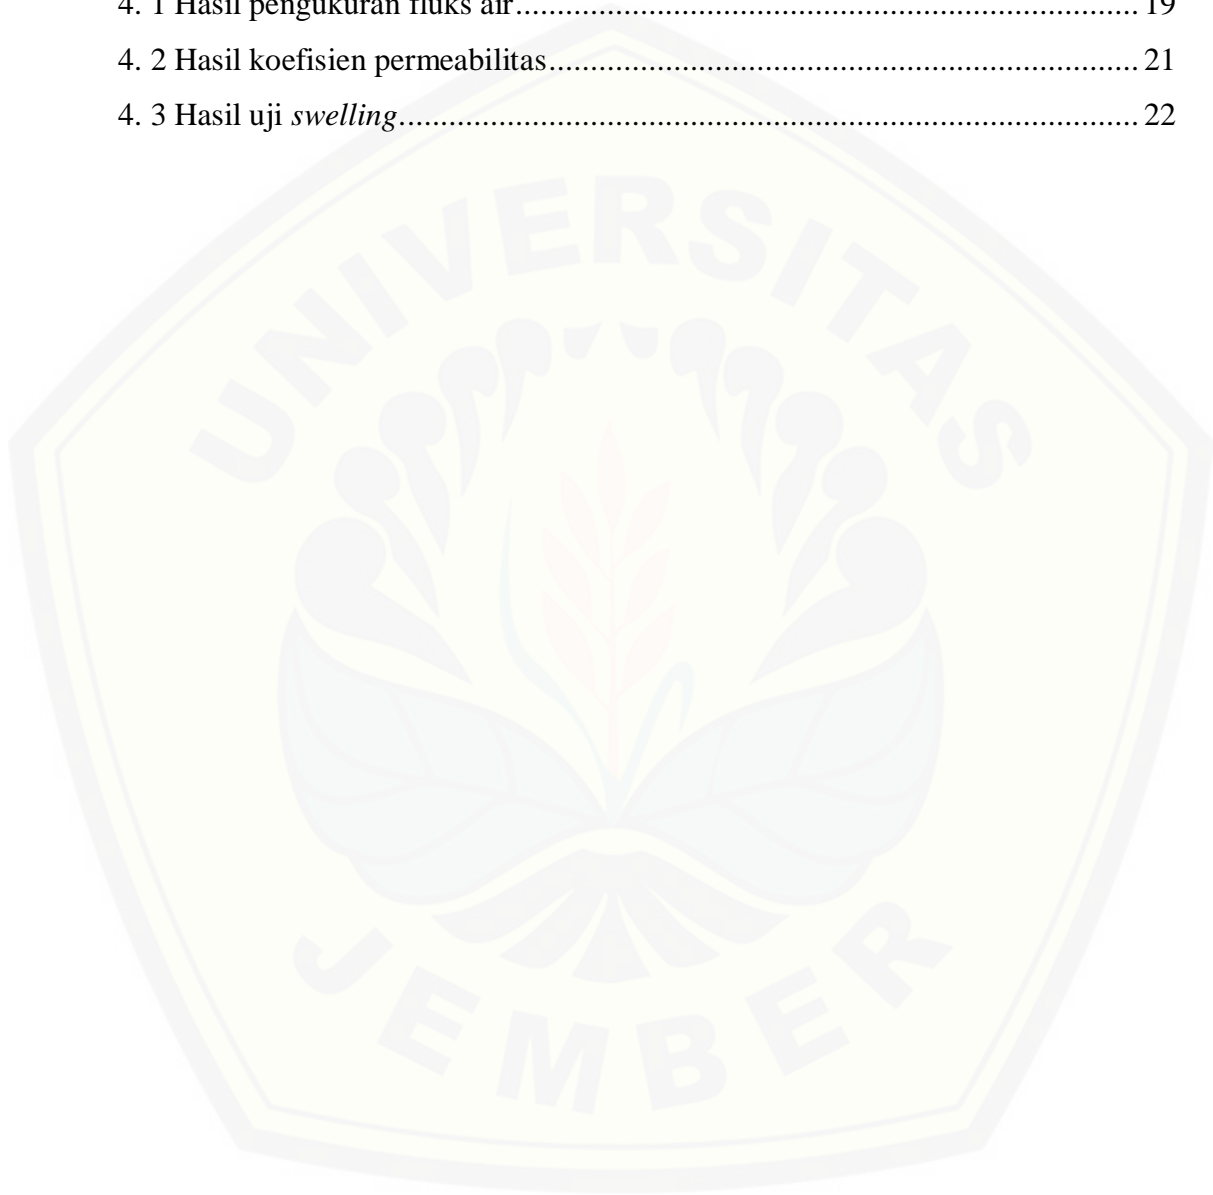 4. 1 Hasil pengukuran fluks air............................................................................ 19
4. 2 Hasil koefisien permeabilitas........................................................................ 21
4. 3 Hasil uji swelling.......................................................................................... 22
UNIVERSITAS
JEMBER